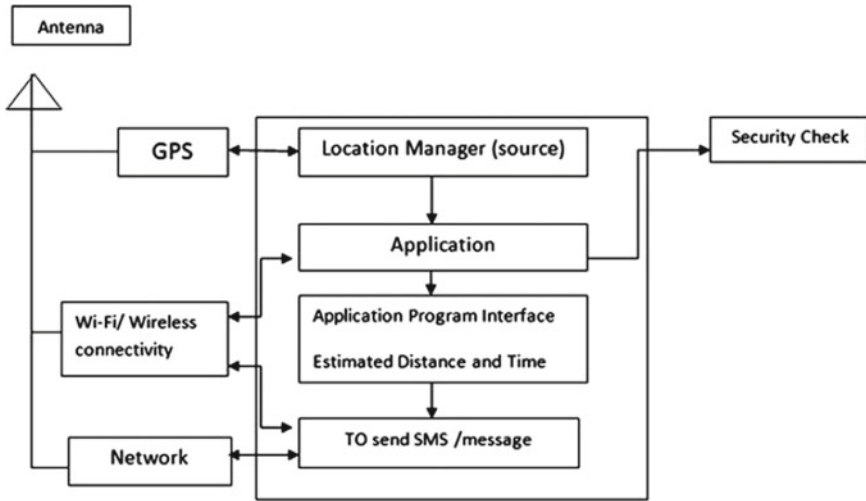 Antenna
GPS
Location Manager (source)
Security Check
Application
Wi-Fi/ Wireless
connectivity
Application Program Interface
Estimated Distance and Time
TO send SMS /message
Network